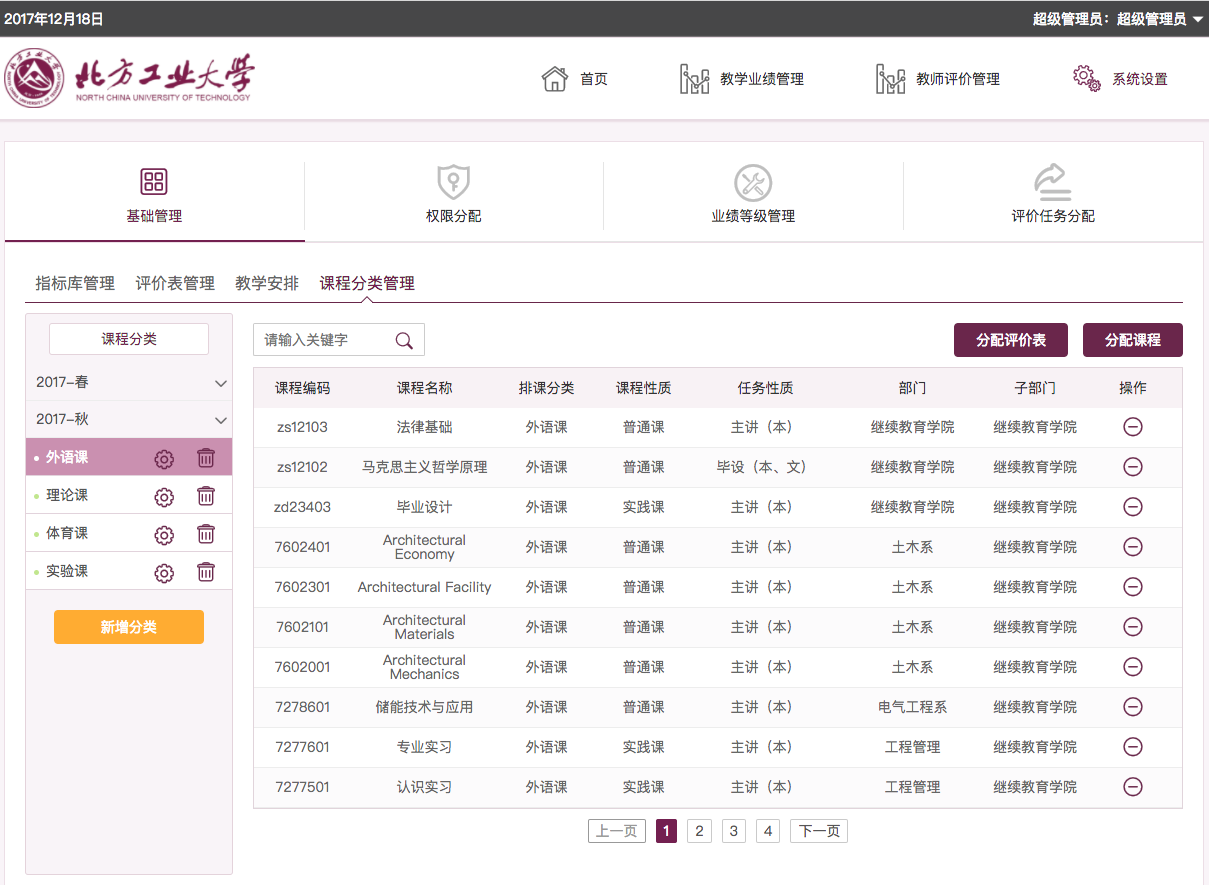 2017年12月18日 超级管理员：超级管理员
北方工业大学
NORTH CHINA UNIVERSITY OF TECHNOLOGY
首页 教学业绩管理 教师评价管理 系统设置
基础管理 权限分配 业绩等级管理 评价任务分配
指标库管理 评价表管理 教学安排 课程分类管理
课程分类
2017-春
2017-秋
外语课
理论课
体育课
实验课
新增分类
请输入关键字 分配评价表 分配课程
课程编码 课程名称 排课分类 课程性质 任务性质 部门 子部门 操作
zs12103 法律基础 外语课 普通课 主讲（本） 继续教育学院 继续教育学院
zs12102 马克思主义哲学原理 外语课 普通课 毕设（本、文） 继续教育学院 继续教育学院
zd23403 毕业设计 外语课 实践课 主讲（本） 继续教育学院 继续教育学院
7602401 Architectural Economy 外语课 普通课 主讲（本） 土木系 继续教育学院
7602301 Architectural Facility 外语课 普通课 主讲（本） 土木系 继续教育学院
7602101 Architectural Materials 外语课 普通课 主讲（本） 土木系 继续教育学院
7602001 Architectural Mechanics 外语课 普通课 主讲（本） 土木系 继续教育学院
7278601 储能技术与应用 外语课 普通课 主讲（本） 电气工程系 继续教育学院
7277601 专业实习 外语课 实践课 主讲（本） 工程管理 继续教育学院
7277501 认识实习 外语课 实践课 主讲（本） 工程管理 继续教育学院
上一页 1 2 3 4 下一页